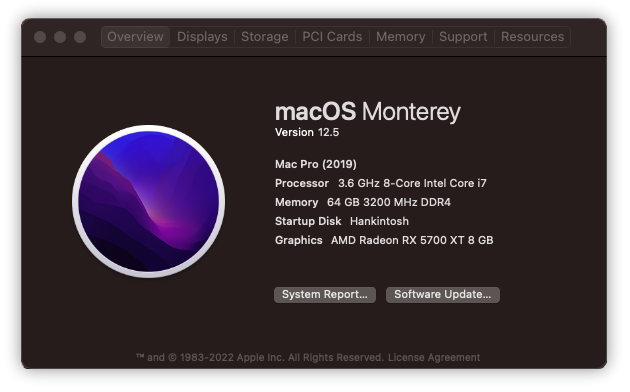 Overview Displays Storage PCI Cards Memory Support Resources
macOS Monterey
Version 12.5
Mac Pro (2019)
Processor 3.6 GHz 8-Core Intel Core i7
Memory 64 GB 3200 MHz DDR4
Startup Disk Hankintosh
Graphics AMD Radeon RX 5700 XT 8 GB
System Report... Software Update...
™ and © 1983-2022 Apple Inc. All Rights Reserved. License Agreement